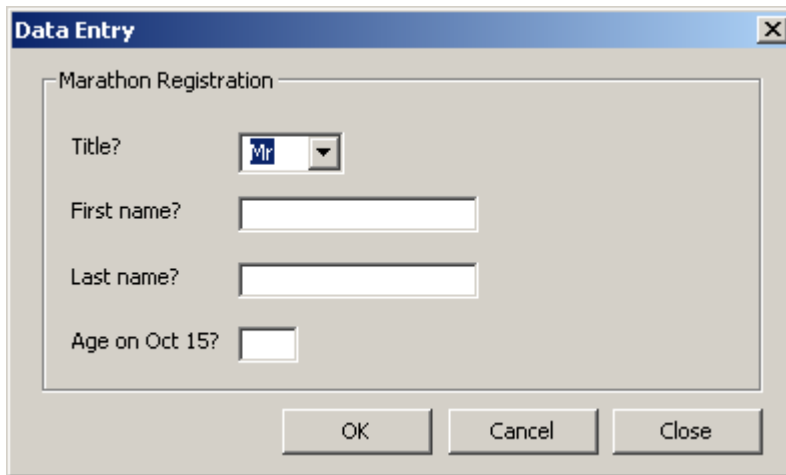 Data Entry
Marathon Registration
Title? Mr
First name?
Last name?
Age on Oct 15?
OK Cancel Close